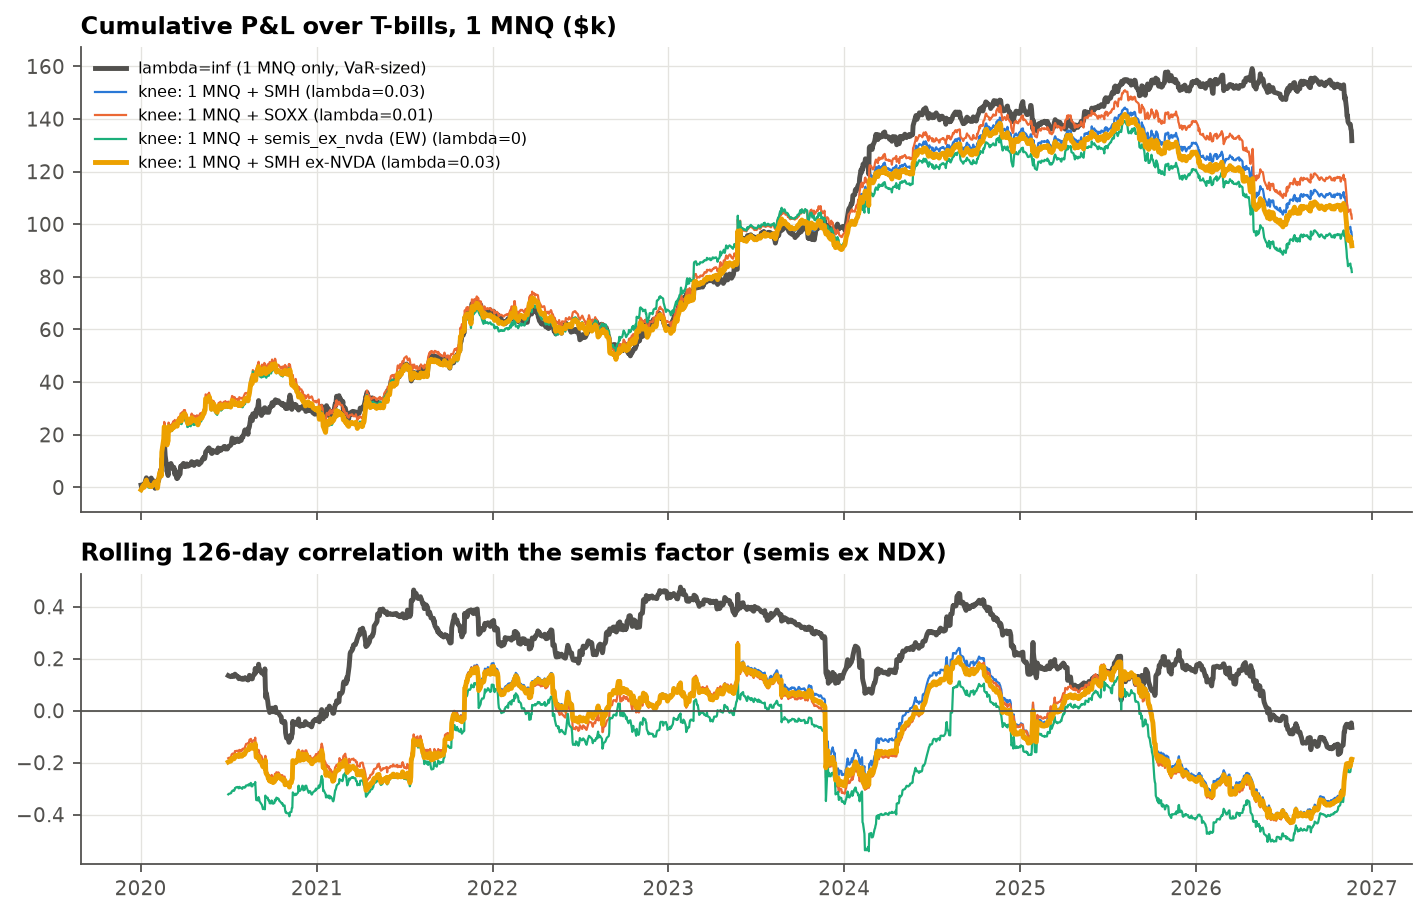 Cumulative P&L over T-bills, 1 MNQ ($k)
160
140
120
100
80
60
40
20
0
lambda=inf (1 MNQ only, VaR-sized)
knee: 1 MNQ + SMH (lambda=0.03)
knee: 1 MNQ + SOXX (lambda=0.01)
knee: 1 MNQ + semis_ex_nvda (EW) (lambda=0)
knee: 1 MNQ + SMH ex-NVDA (lambda=0.03)
Rolling 126-day correlation with the semis factor (semis ex NDX)
0.4
0.2
0.0
−0.2
−0.4
2020 2021 2022 2023 2024 2025 2026 2027